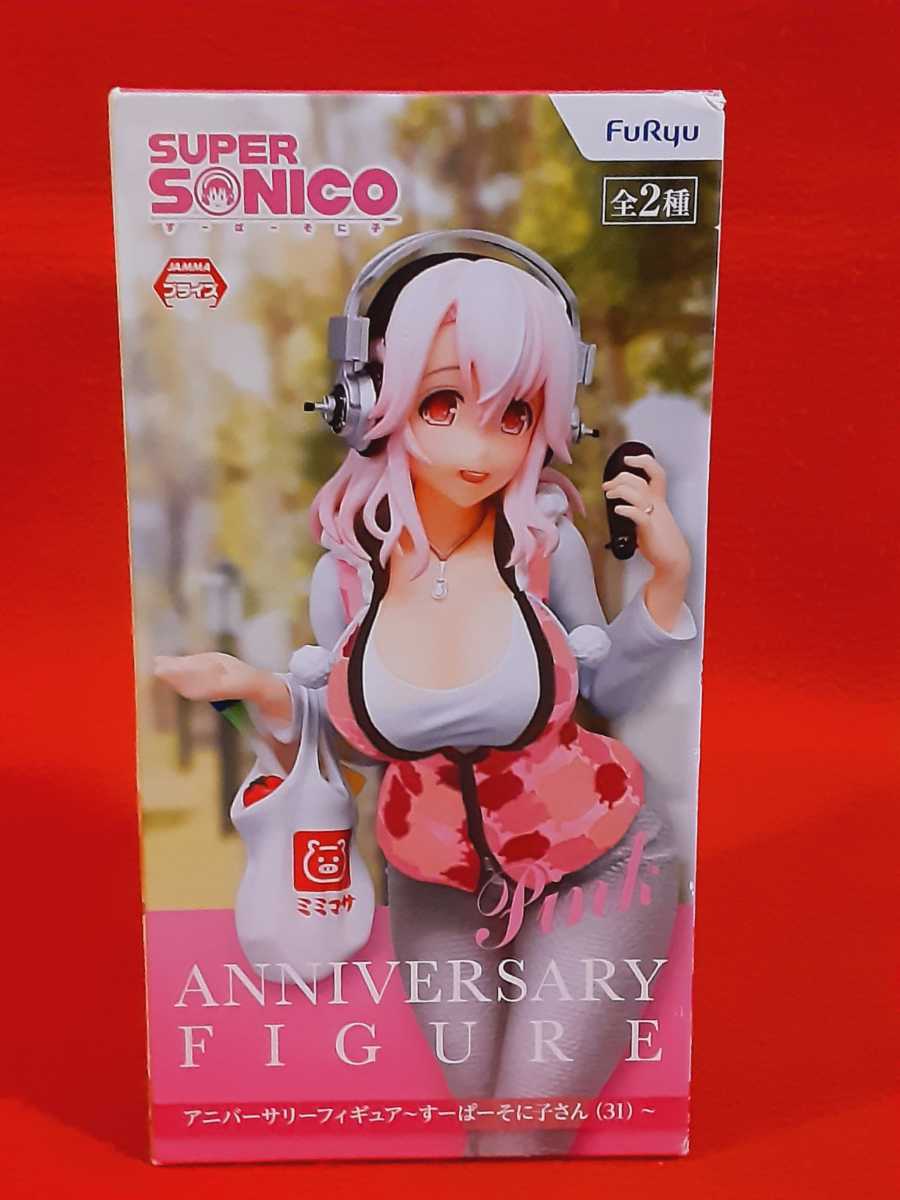 SUPER
SONICO
すーぱーそに子
JAMMA
プライズ
FuRyu
全2種
ミミマサ
Pink
ANNIVERSARY
FIGURE
アニバーサリーフィギュア~すーぱーそに子さん(31)~